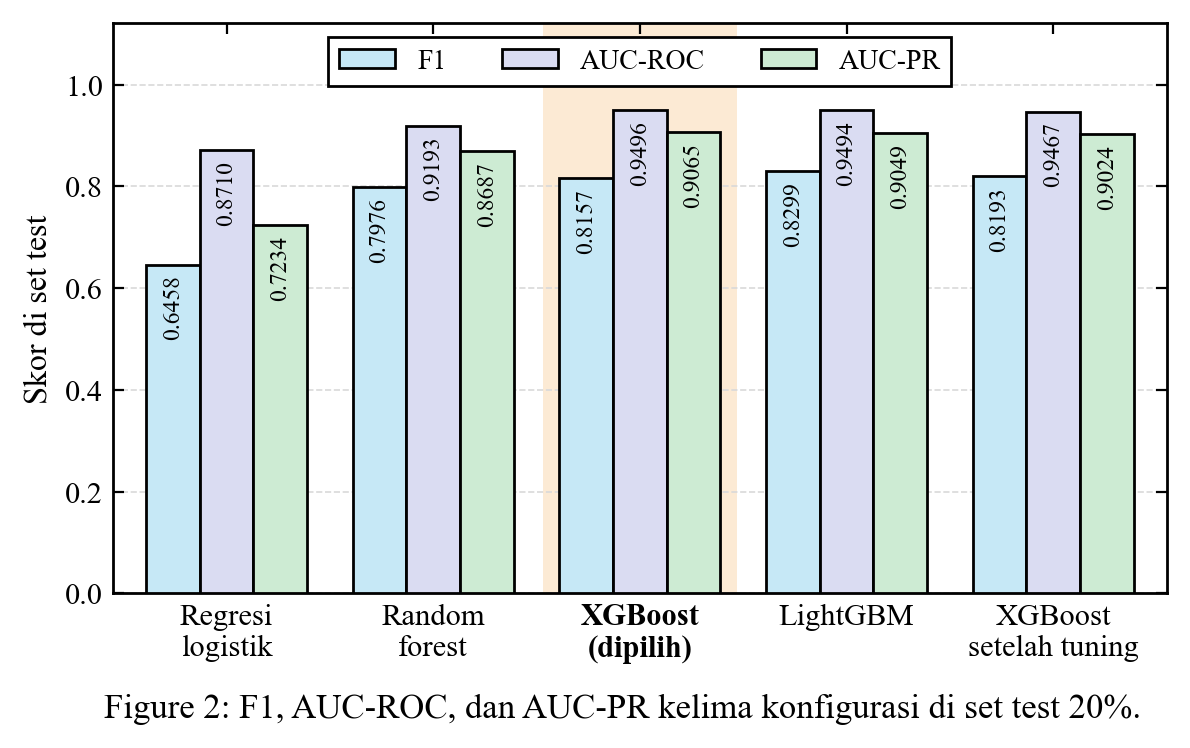 F1 AUC-ROC AUC-PR
Skor di set test
1.0
0.8
0.6
0.4
0.2
0.0
0.6458
0.8710
0.7234
0.7976
0.9193
0.8687
0.8157
0.9496
0.9065
0.8299
0.9494
0.9049
0.8193
0.9467
0.9024
Regresi
logistik
Random
forest
XGBoost
(dipilih)
LightGBM
XGBoost
setelah tuning
Figure 2: F1, AUC-ROC, dan AUC-PR kelima konfigurasi di set test 20%.